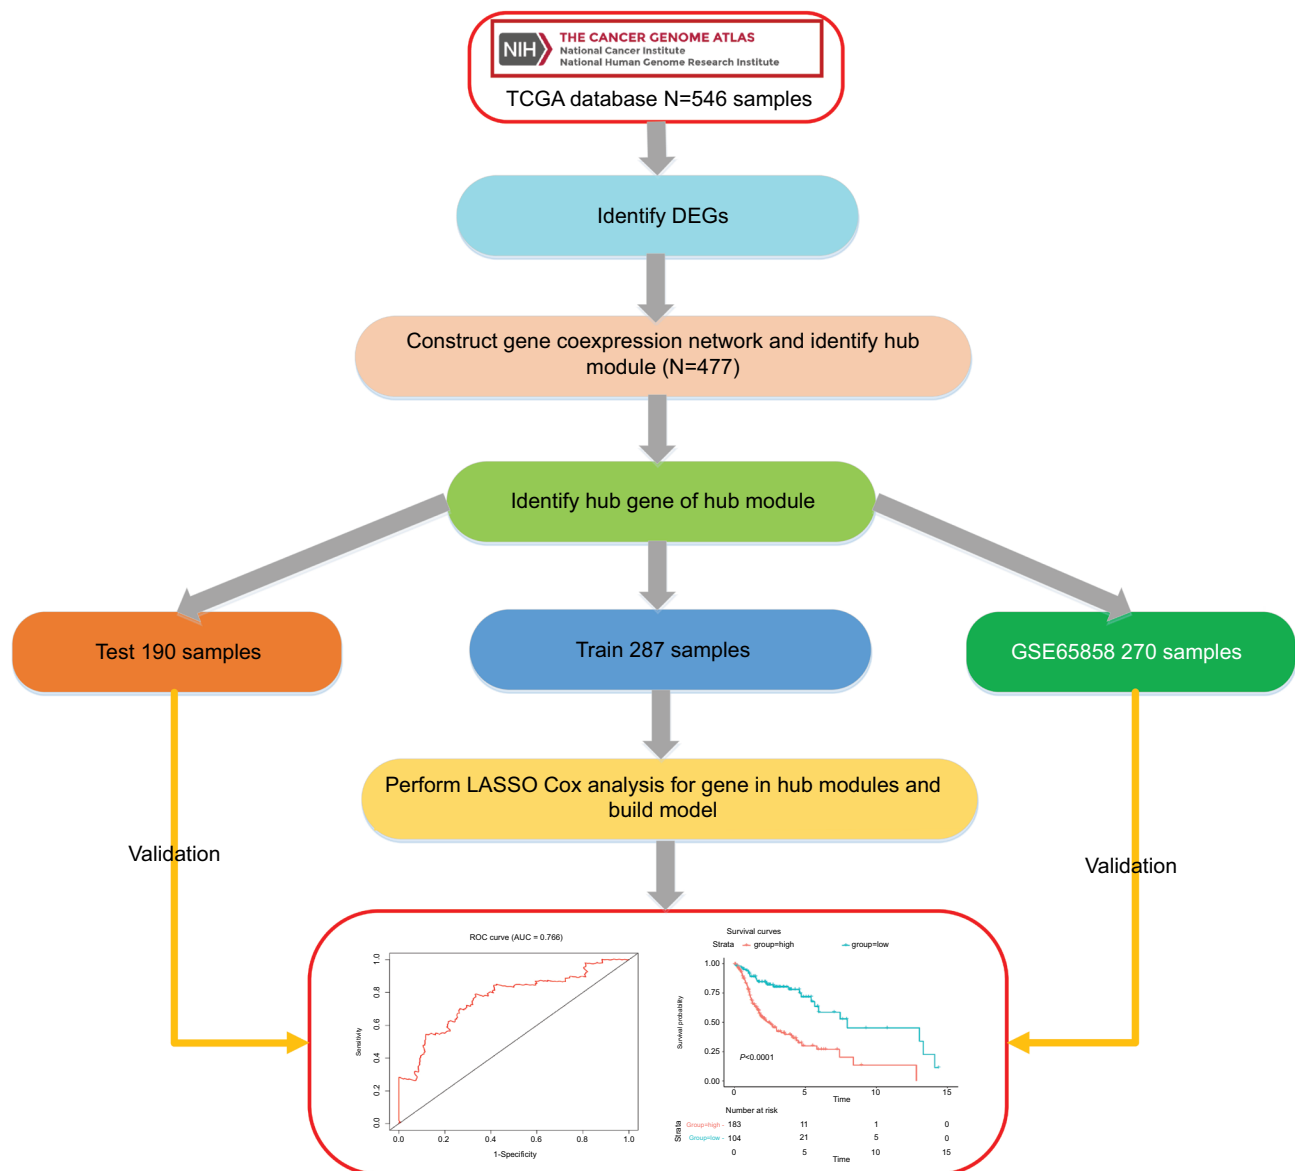 NIH
THE CANCER GENOME ATLAS
National Cancer Institute
National Human Genome Research Institute
TCGA database N=546 samples
Identify DEGs
Construct gene coexpression network and identify hub
module (N=477)
Identify hub gene of hub module
Test 190 samples
Train 287 samples
GSE65858 270 samples
Perform LASSO Cox analysis for gene in hub modules and
build model
Validation
Validation
ROC curve (AUC = 0.766)
Sensitivity
1.0
0.8
0.6
0.4
0.2
0.0
0.0 0.2 0.4 0.6 0.8 1.0
1-Specificity
Survival curves
Strata group=high group=low
Survival probability
1.00
0.75
0.50
0.25
0.00
P<0.0001
0 5 10 15
Time
Number at risk
Strata
Group=high - 183 11 1 0
Group=low - 104 21 5 0
0 5 10 15
Time